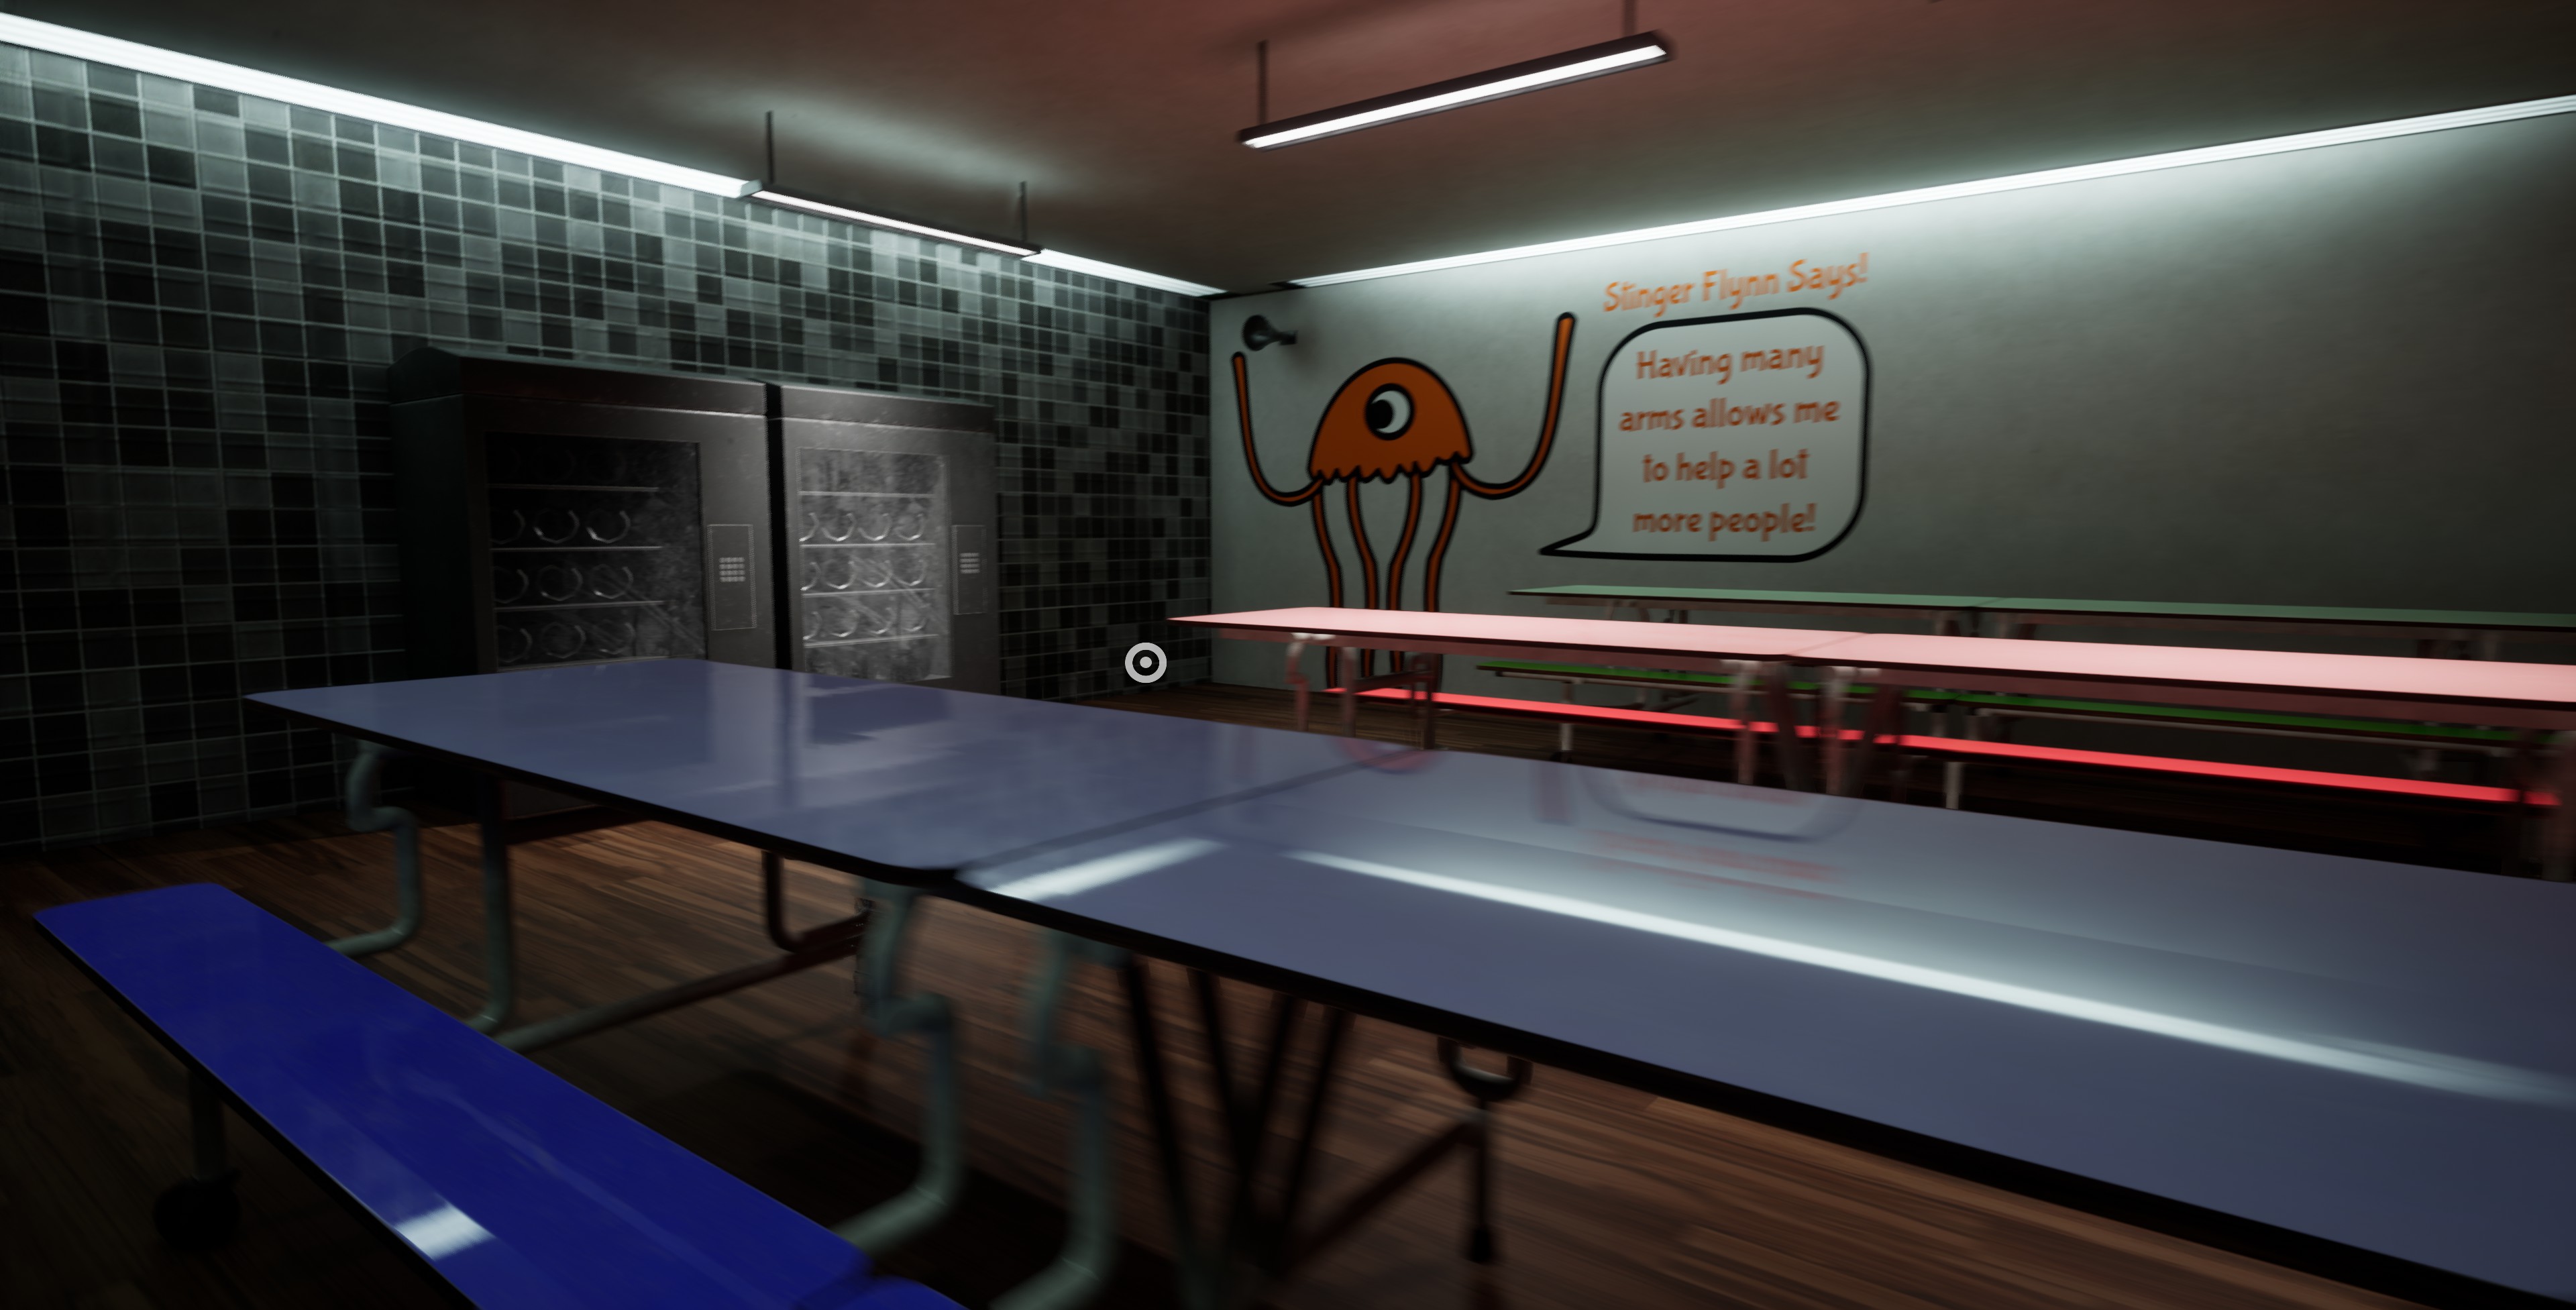 Stinger Flynn Says!
Having many
arms allows me
to help a lot
more people!